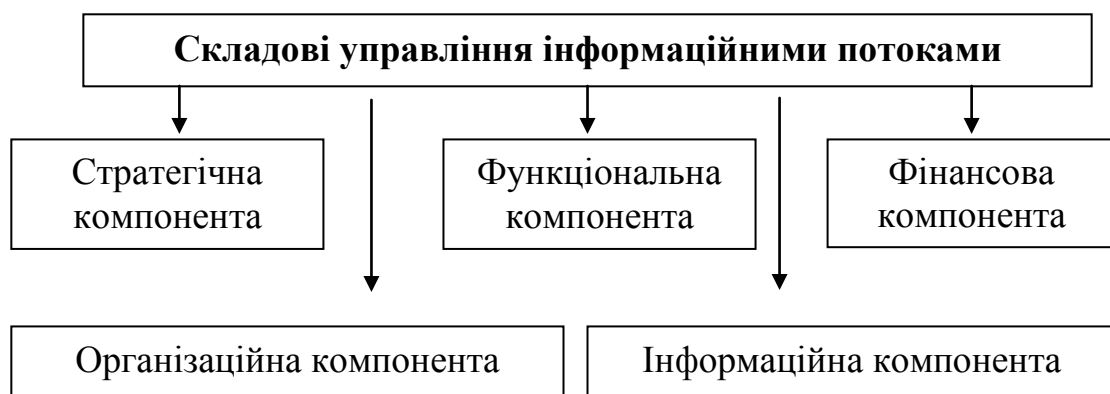 Складові управління інформаційними потоками
Стратегічна
компонента
Функціональна
компонента
Фінансова
компонента
Організаційна компонента
Інформаційна компонента